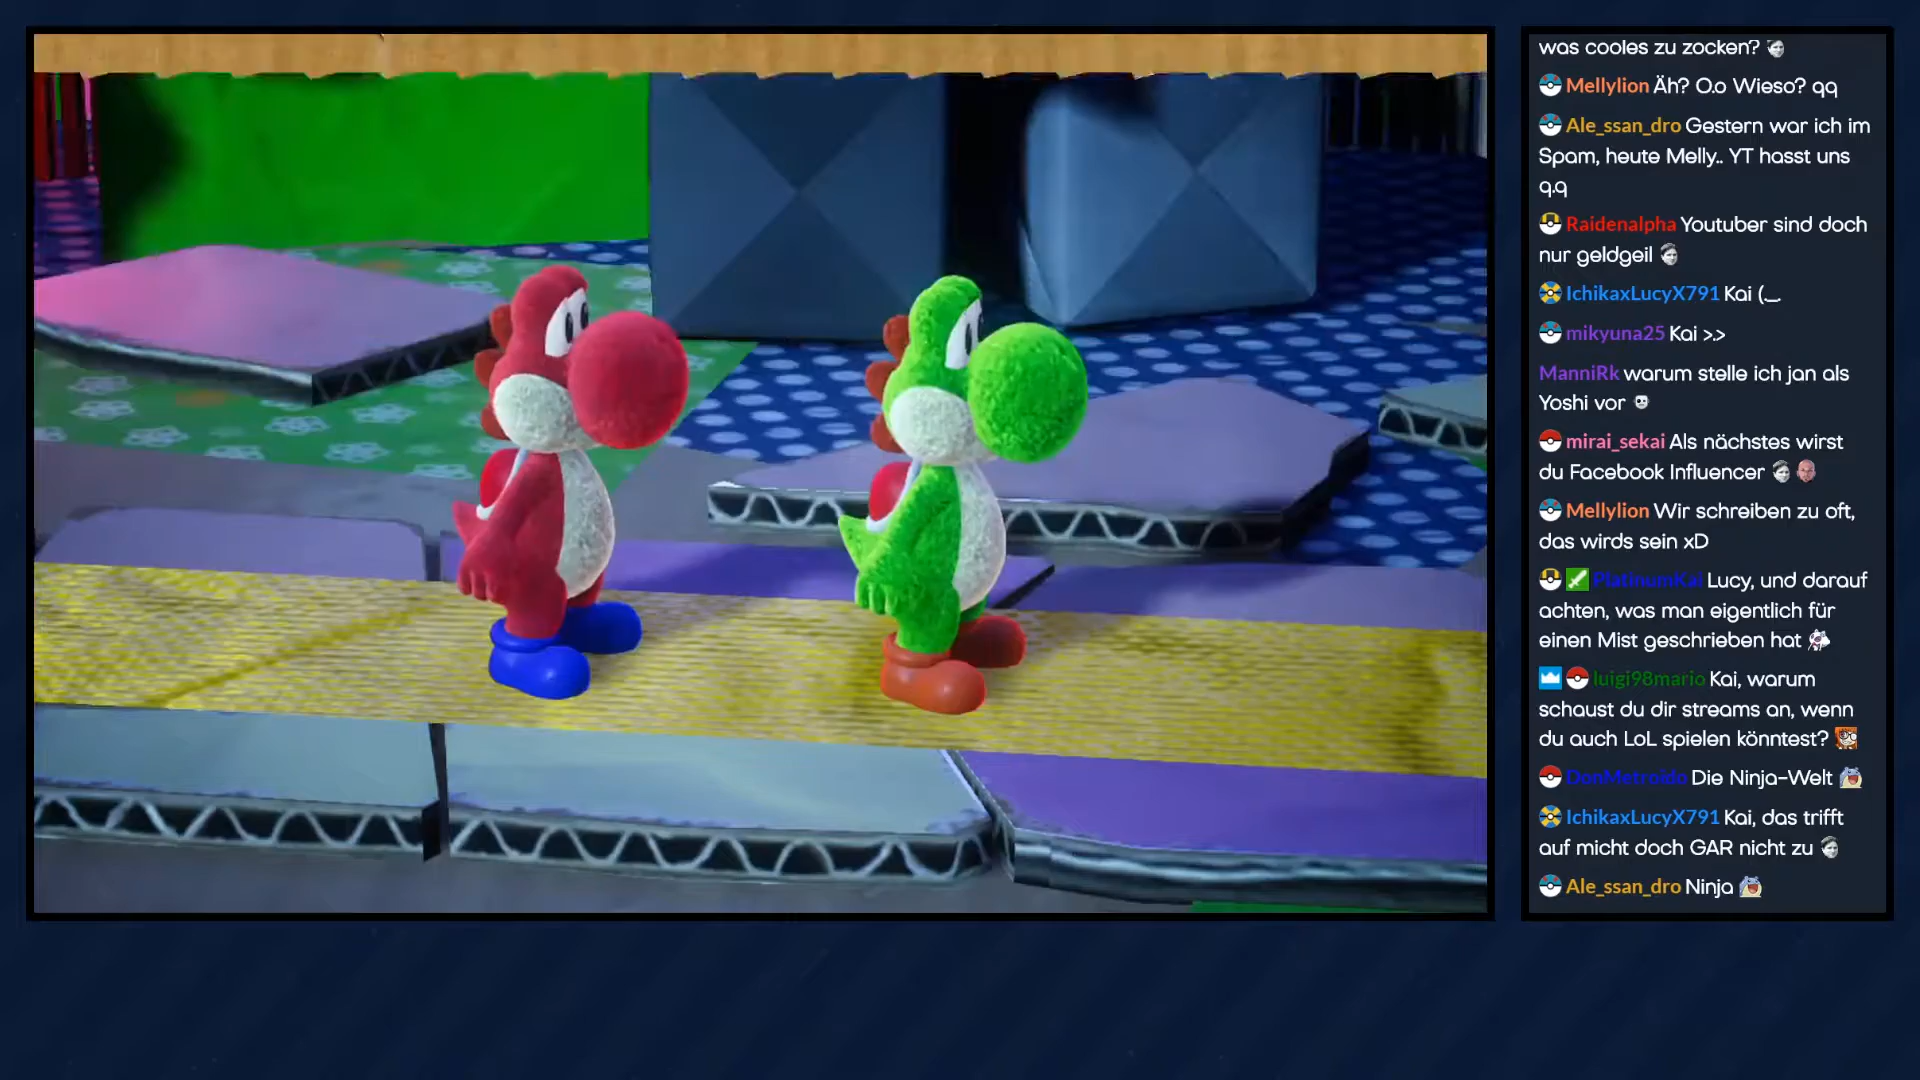 was cooles zu zocken?
Mellylion Äh? O.o Wieso? qq
Ale_ssan_dro Gestern war ich im
Spam, heute Melly.. YT hasst uns
q.q
Raidenalpha Youtuber sind doch
nur geldgeil
IchikaxLucyX791 Kai (._.
mikyuna25 Kai >.>
ManniRk warum stelle ich jan als
Yoshi vor
mirai_sekai Als nächstes wirst
du Facebook Influencer
Mellylion Wir schreiben zu oft,
das wirds sein xD
PlatinumKai Lucy, und darauf
achten, was man eigentlich für
einen Mist geschrieben hat
luigi98mario Kai, warum
schaust du dir streams an, wenn
du auch LoL spielen könntest?
DonMetroido Die Ninja-Welt
IchikaxLucyX791 Kai, das trifft
auf micht doch GAR nicht zu
Ale_ssan_dro Ninja